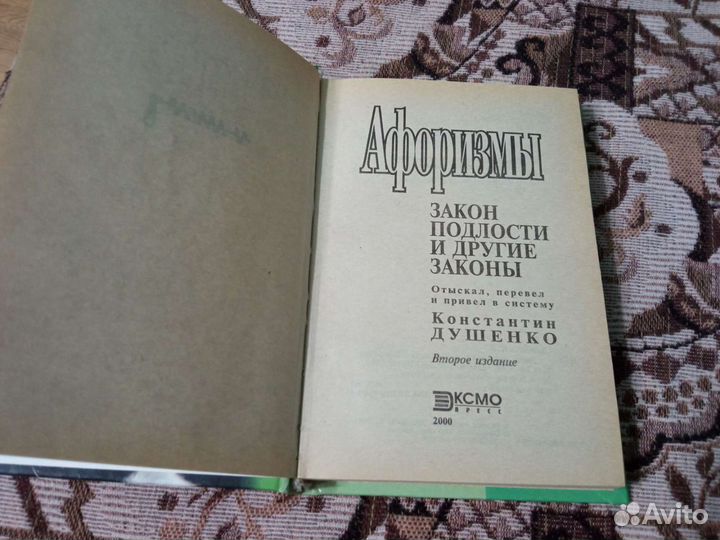 Афоризмы
ЗАКОН
ПОДЛОСТИ
И ДРУГИЕ
ЗАКОНЫ
Отыскал, перевел
и привел в систему
Константин
ДУШЕНКО
Второе издание
ЭКСМО
ПРЕСС
2000
Avito